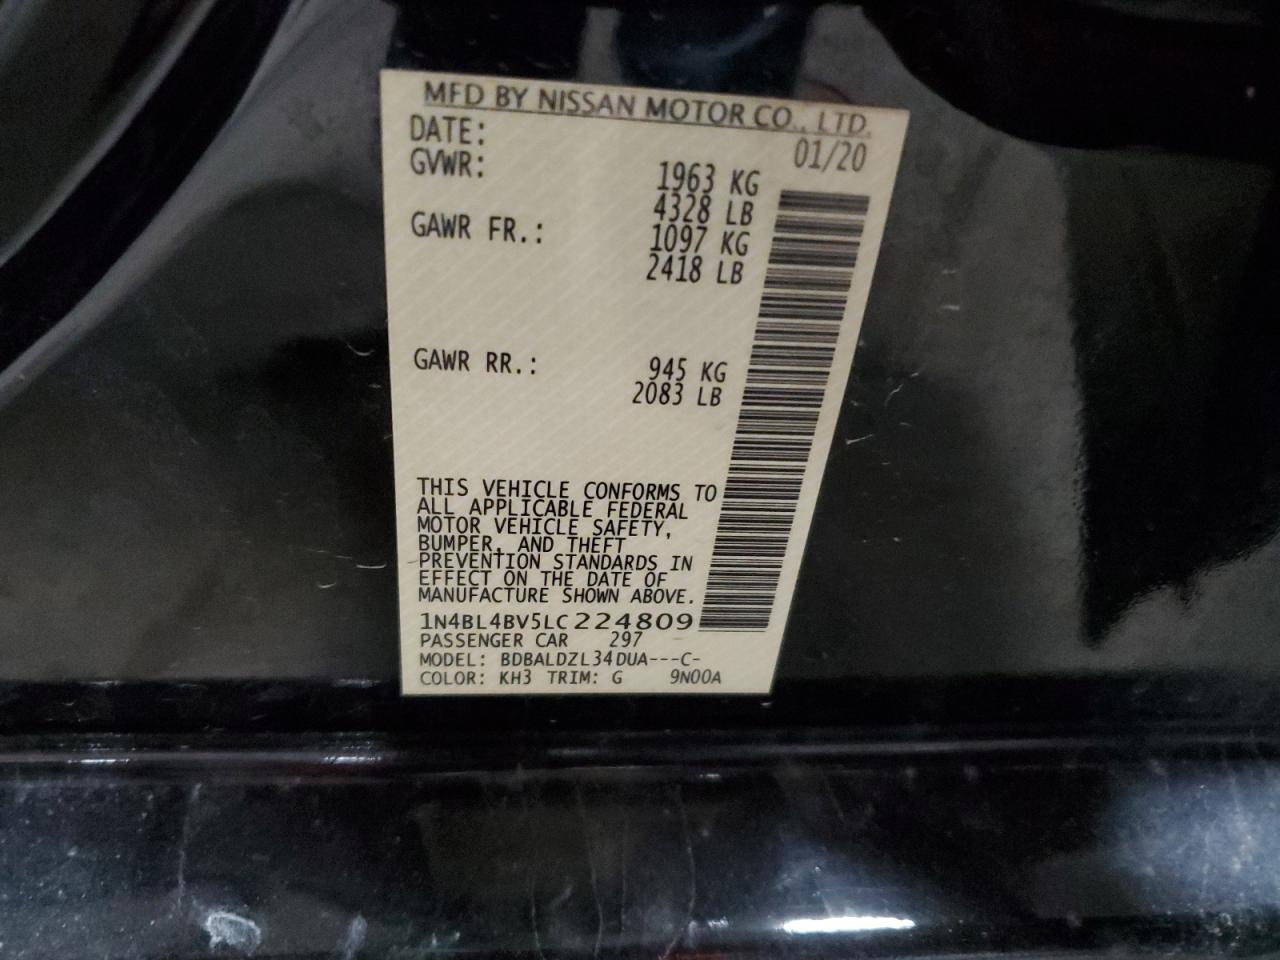 MFD BY NISSAN MOTOR CO., LTD.
DATE: 01/20
GVWR: 1963 KG
4328 LB
GAWR FR.: 1097 KG
2418 LB
GAWR RR.: 945 KG
2083 LB
THIS VEHICLE CONFORMS TO
ALL APPLICABLE FEDERAL
MOTOR VEHICLE SAFETY,
BUMPER, AND THEFT
PREVENTION STANDARDS IN
EFFECT ON THE DATE OF
MANUFACTURE SHOWN ABOVE.
1N4BL4BV5LC224809
PASSENGER CAR 297
MODEL: BDBALDZL34DUA---C-
COLOR: KH3 TRIM: G 9N00A